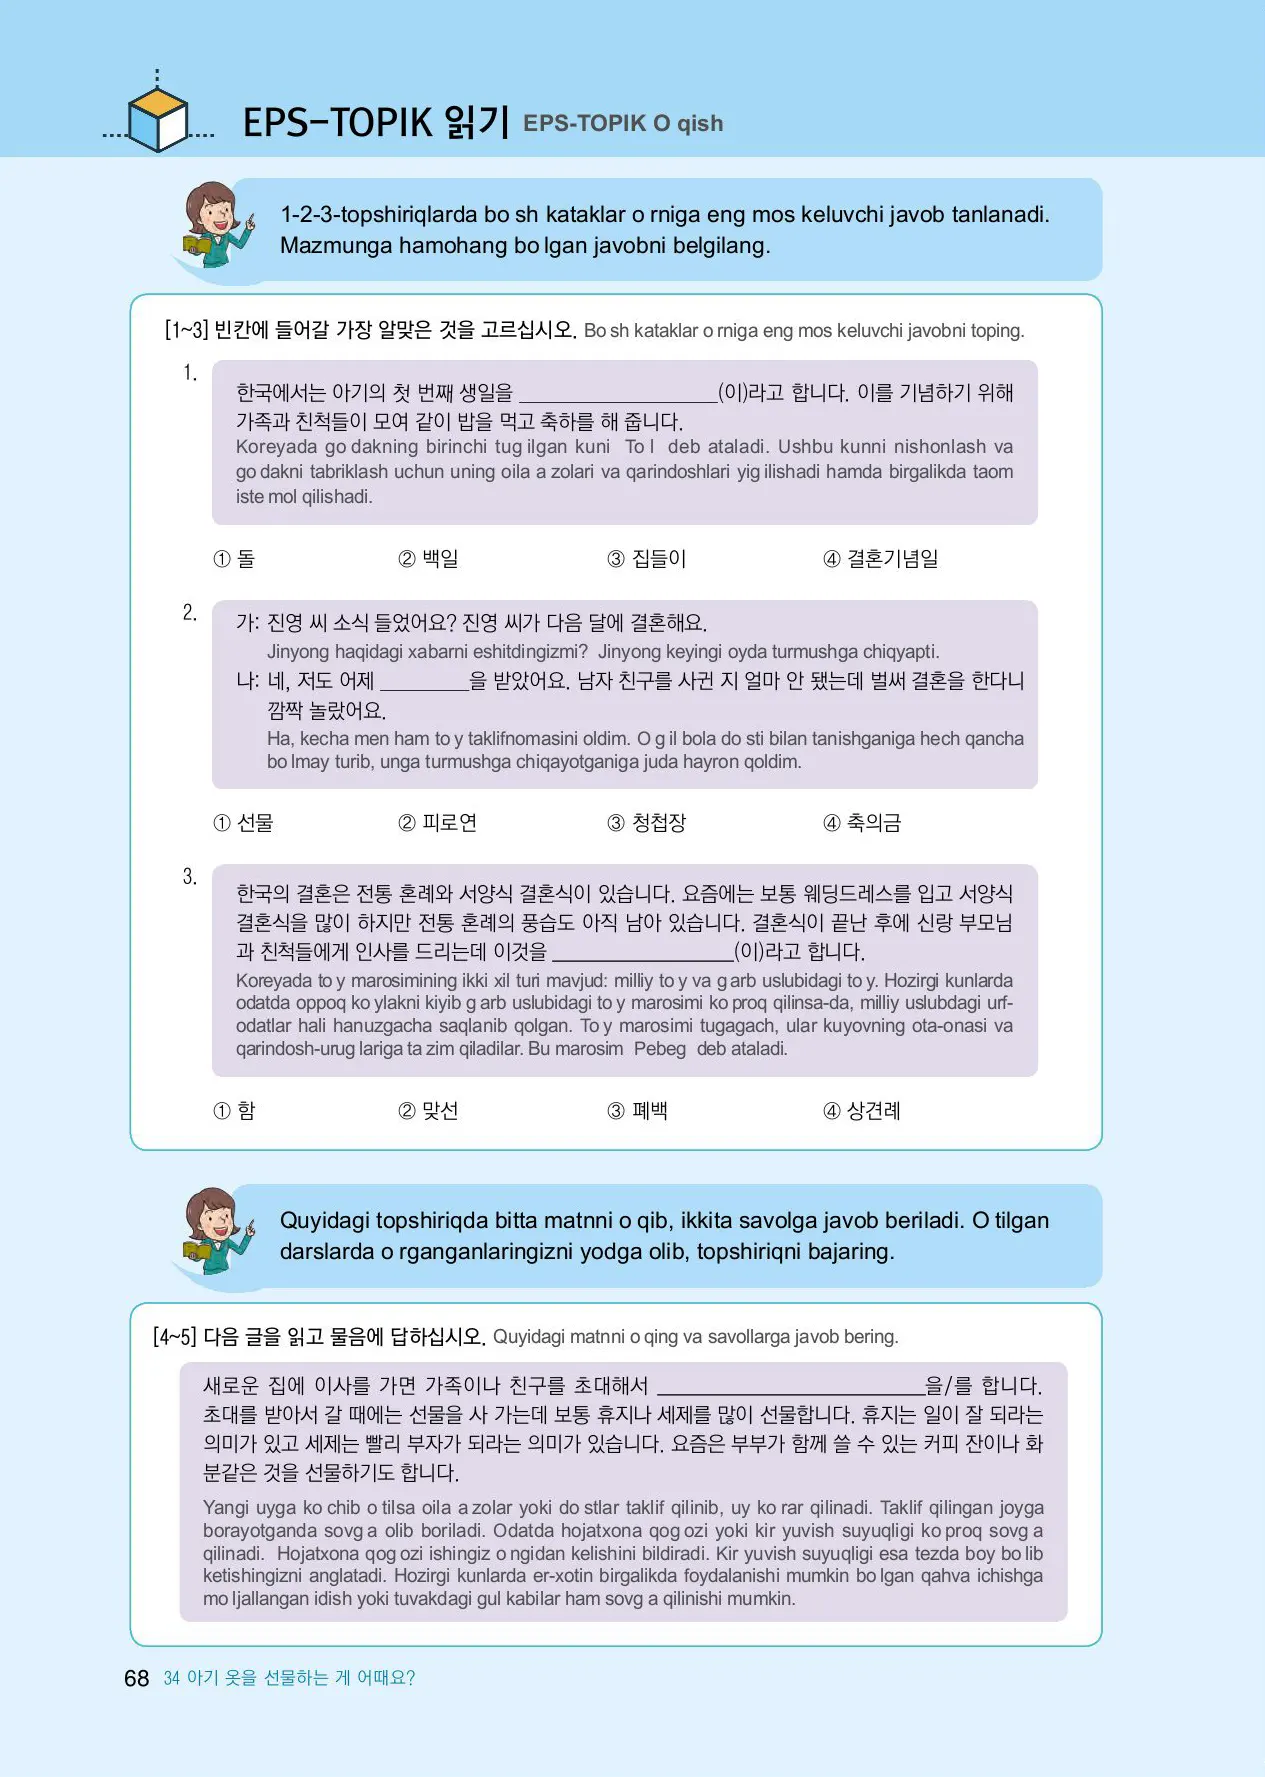 EPS-TOPIK 읽기 EPS-TOPIK O qish
1-2-3-topshiriqlarda bo sh kataklar o rniga eng mos keluvchi javob tanlanadi.
Mazmunga hamohang bo lgan javobni belgilang.
[1~3] 빈칸에 들어갈 가장 알맞은 것을 고르십시오. Bo sh kataklar o rniga eng mos keluvchi javobni toping.
1.
한국에서는 아기의 첫 번째 생일을 ____________________(이)라고 합니다. 이를 기념하기 위해
가족과 친척들이 모여 같이 밥을 먹고 축하를 해 줍니다.
Koreyada go dakning birinchi tug ilgan kuni To l deb ataladi. Ushbu kunni nishonlash va
go dakni tabriklash uchun uning oila a zolari va qarindoshlari yig ilishadi hamda birgalikda taom
iste mol qilishadi.
① 돌 ② 백일 ③ 집들이 ④ 결혼기념일
2.
가: 진영 씨 소식 들었어요? 진영 씨가 다음 달에 결혼해요.
Jinyong haqidagi xabarni eshitdingizmi? Jinyong keyingi oyda turmushga chiqyapti.
나: 네, 저도 어제 _________을 받았어요. 남자 친구를 사귄 지 얼마 안 됐는데 벌써 결혼을 한다니
깜짝 놀랐어요.
Ha, kecha men ham to y taklifnomasini oldim. O g il bola do sti bilan tanishganiga hech qancha
bo lmay turib, unga turmushga chiqayotganiga juda hayron qoldim.
① 선물 ② 피로연 ③ 청첩장 ④ 축의금
3.
한국의 결혼은 전통 혼례와 서양식 결혼식이 있습니다. 요즘에는 보통 웨딩드레스를 입고 서양식
결혼식을 많이 하지만 전통 혼례의 풍습도 아직 남아 있습니다. 결혼식이 끝난 후에 신랑 부모님
과 친척들에게 인사를 드리는데 이것을 __________________(이)라고 합니다.
Koreyada to y marosimining ikki xil turi mavjud: milliy to y va g arb uslubidagi to y. Hozirgi kunlarda
odatda oppoq ko ylakni kiyib g arb uslubidagi to y marosimi ko proq qilinsa-da, milliy uslubdagi urf-
odatlar hali hanuzgacha saqlanib qolgan. To y marosimi tugagach, ular kuyovning ota-onasi va
qarindosh-urug lariga ta zim qiladilar. Bu marosim Pebeg deb ataladi.
① 함 ② 맞선 ③ 폐백 ④ 상견례
Quyidagi topshiriqda bitta matnni o qib, ikkita savolga javob beriladi. O tilgan
darslarda o rganganlaringizni yodga olib, topshiriqni bajaring.
[4~5] 다음 글을 읽고 물음에 답하십시오. Quyidagi matnni o qing va savollarga javob bering.
새로운 집에 이사를 가면 가족이나 친구를 초대해서 __________________________을/를 합니다.
초대를 받아서 갈 때에는 선물을 사 가는데 보통 휴지나 세제를 많이 선물합니다. 휴지는 일이 잘 되라는
의미가 있고 세제는 빨리 부자가 되라는 의미가 있습니다. 요즘은 부부가 함께 쓸 수 있는 커피 잔이나 화
분같은 것을 선물하기도 합니다.
Yangi uyga ko chib o tilsa oila a zolar yoki do stlar taklif qilinib, uy ko rar qilinadi. Taklif qilingan joyga
borayotganda sovg a olib boriladi. Odatda hojatxona qog ozi yoki kir yuvish suyuqligi ko proq sovg a
qilinadi. Hojatxona qog ozi ishingiz o ngidan kelishini bildiradi. Kir yuvish suyuqligi esa tezda boy bo lib
ketishingizni anglatadi. Hozirgi kunlarda er-xotin birgalikda foydalanishi mumkin bo lgan qahva ichishga
mo ljallangan idish yoki tuvakdagi gul kabilar ham sovg a qilinishi mumkin.
68 34 아기 옷을 선물하는 게 어때요?